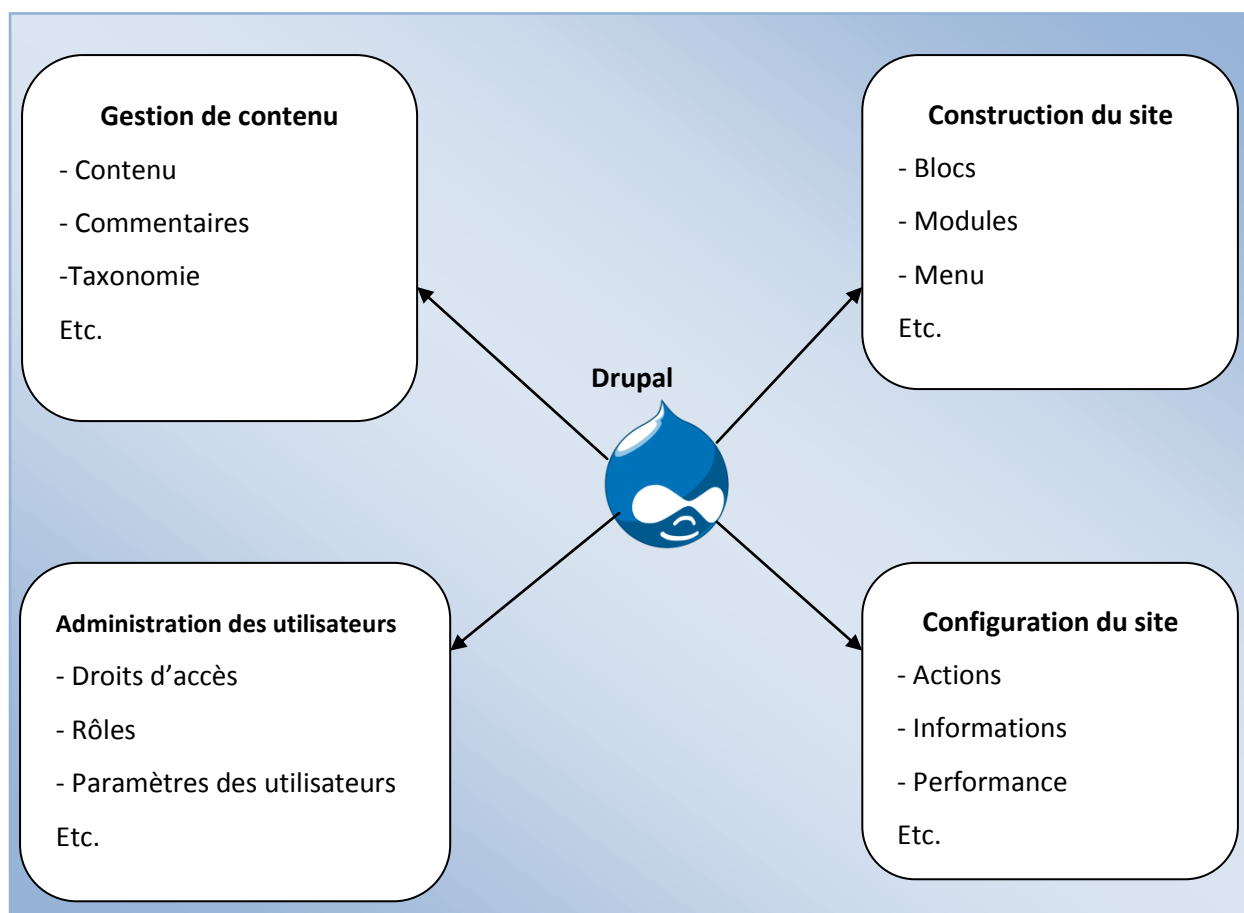 Gestion de contenu
- Contenu
- Commentaires
-Taxonomie
Etc.
Construction du site
- Blocs
- Modules
- Menu
Etc.
Drupal
Administration des utilisateurs
- Droits d’accès
- Rôles
- Paramètres des utilisateurs
Etc.
Configuration du site
- Actions
- Informations
- Performance
Etc.